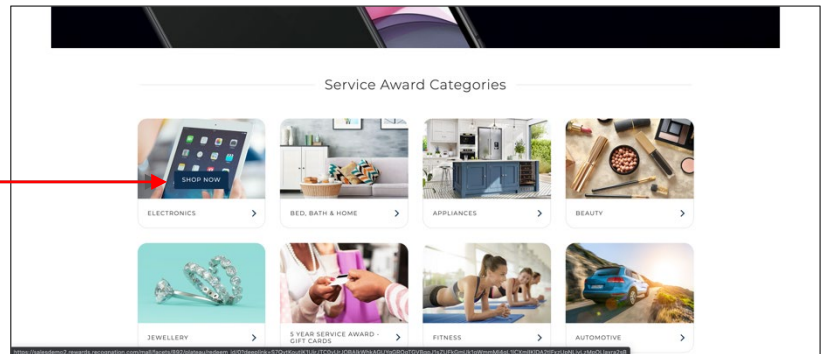 Service Award Categories
SHOP NOW
ELECTRONICS
BED, BATH & HOME
APPLIANCES
BEAUTY
JEWELLERY
5 YEAR SERVICE AWARD -
GIFT CARDS
FITNESS
AUTOMOTIVE